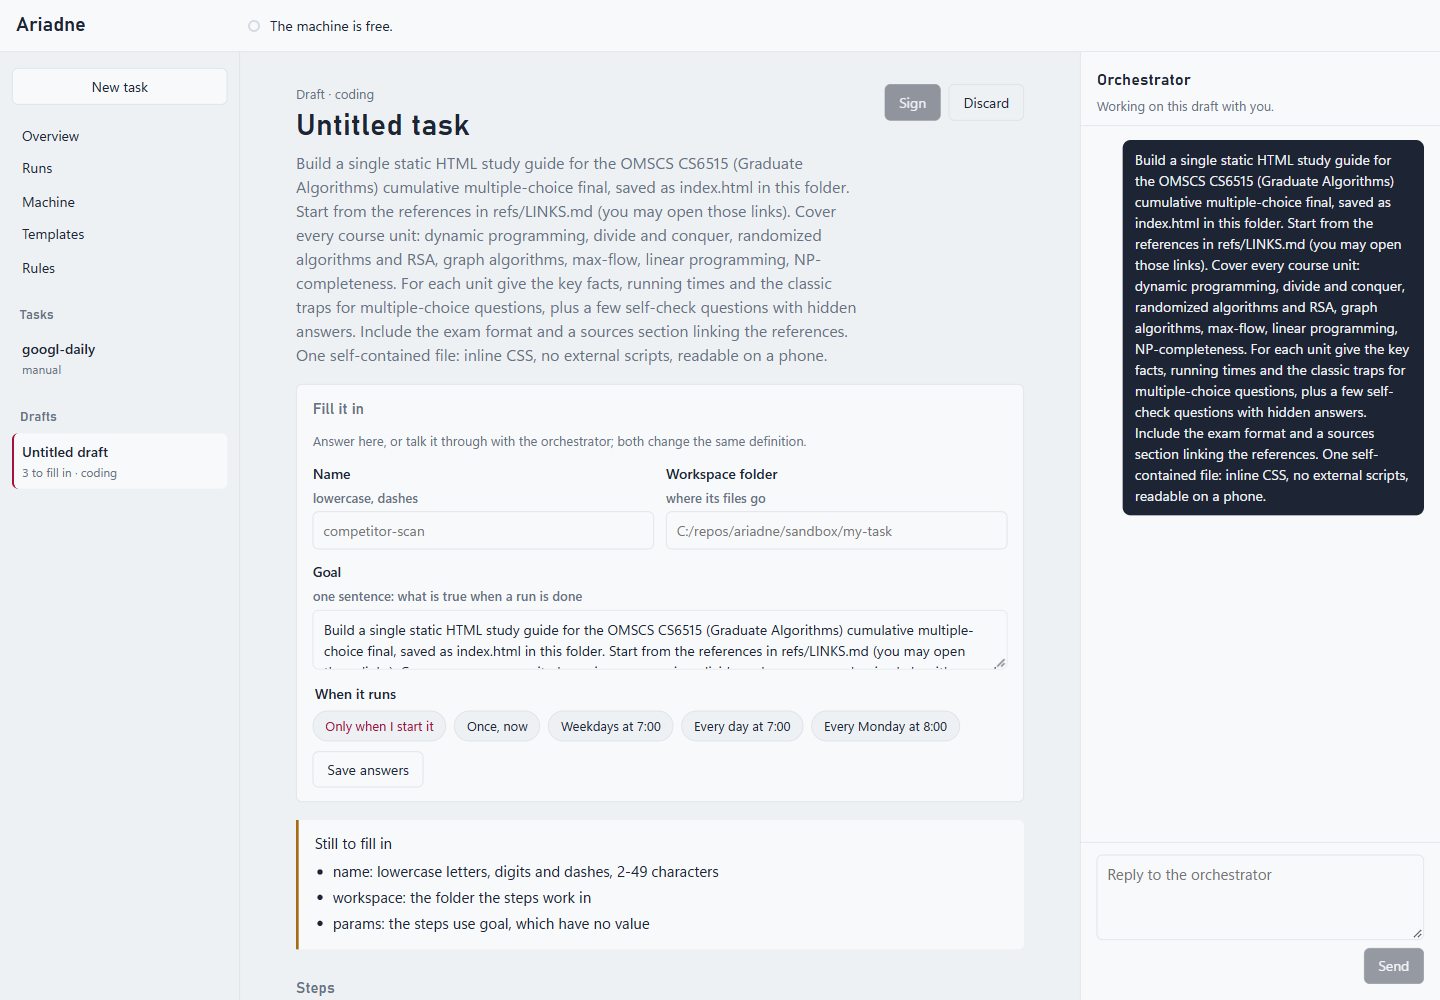 Ariadne
The machine is free.
New task
Overview
Runs
Machine
Templates
Rules
Tasks
googl-daily
manual
Drafts
Untitled draft
3 to fill in · coding
Draft · coding
Untitled task
Sign
Discard
Build a single static HTML study guide for the OMSCS CS6515 (Graduate
Algorithms) cumulative multiple-choice final, saved as index.html in this folder.
Start from the references in refs/LINKS.md (you may open those links). Cover
every course unit: dynamic programming, divide and conquer, randomized
algorithms and RSA, graph algorithms, max-flow, linear programming, NP-
completeness. For each unit give the key facts, running times and the classic
traps for multiple-choice questions, plus a few self-check questions with hidden
answers. Include the exam format and a sources section linking the references.
One self-contained file: inline CSS, no external scripts, readable on a phone.
Fill it in
Answer here, or talk it through with the orchestrator; both change the same definition.
Name
lowercase, dashes
competitor-scan
Workspace folder
where its files go
C:/repos/ariadne/sandbox/my-task
Goal
one sentence: what is true when a run is done
Build a single static HTML study guide for the OMSCS CS6515 (Graduate Algorithms) cumulative multiple-
choice final, saved as index.html in this folder. Start from the references in refs/LINKS.md (you may open
When it runs
Only when I start it
Once, now
Weekdays at 7:00
Every day at 7:00
Every Monday at 8:00
Save answers
Still to fill in
• name: lowercase letters, digits and dashes, 2-49 characters
• workspace: the folder the steps work in
• params: the steps use goal, which have no value
Steps
Orchestrator
Working on this draft with you.
Build a single static HTML study guide for
the OMSCS CS6515 (Graduate Algorithms)
cumulative multiple-choice final, saved as
index.html in this folder. Start from the
references in refs/LINKS.md (you may open
those links). Cover every course unit:
dynamic programming, divide and conquer,
randomized algorithms and RSA, graph
algorithms, max-flow, linear programming,
NP-completeness. For each unit give the key
facts, running times and the classic traps for
multiple-choice questions, plus a few self-
check questions with hidden answers.
Include the exam format and a sources
section linking the references. One self-
contained file: inline CSS, no external scripts,
readable on a phone.
Reply to the orchestrator
Send